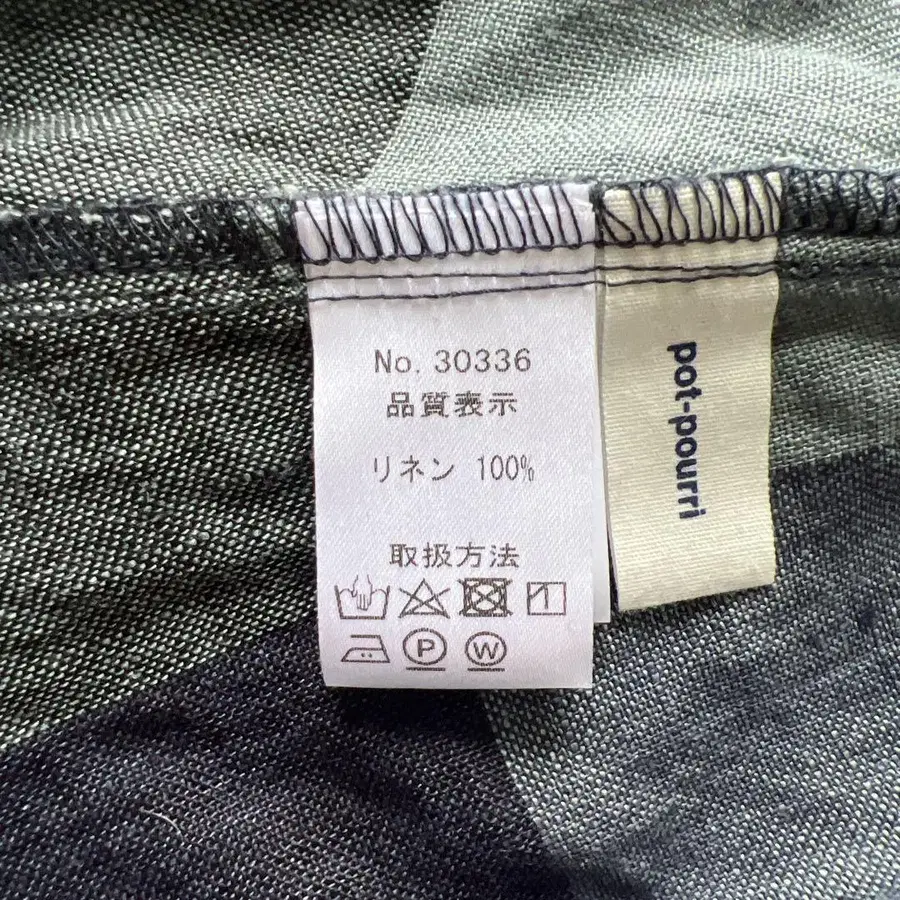 No. 30336
品質表示
リネン 100%
取扱方法
P W
pot-pourri